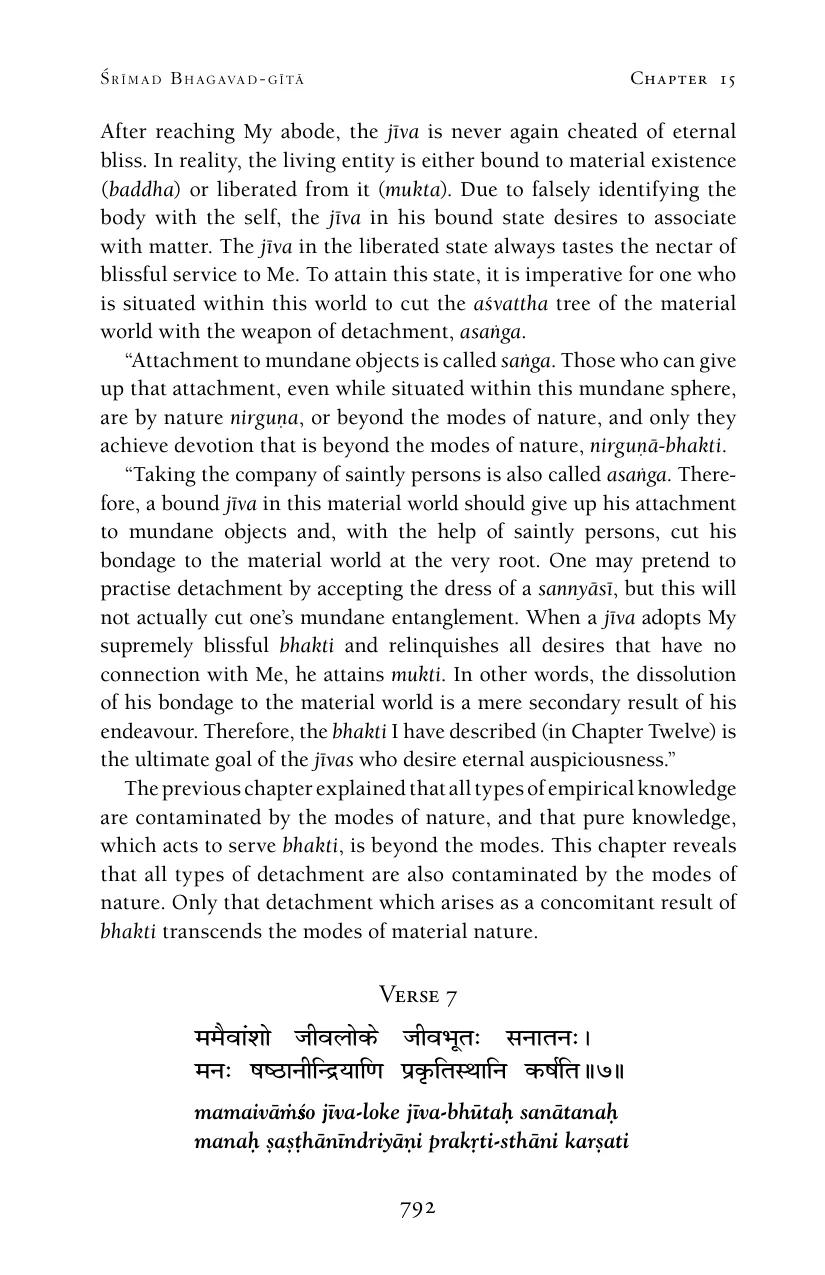 Śrīmad Bhagavad-gītā Chapter 15
After reaching My abode, the jīva is never again cheated of eternal
bliss. In reality, the living entity is either bound to material existence
(baddha) or liberated from it (mukta). Due to falsely identifying the
body with the self, the jīva in his bound state desires to associate
with matter. The jīva in the liberated state always tastes the nectar of
blissful service to Me. To attain this state, it is imperative for one who
is situated within this world to cut the aśvattha tree of the material
world with the weapon of detachment, asaṅga.
“Attachment to mundane objects is called saṅga. Those who can give
up that attachment, even while situated within this mundane sphere,
are by nature nirguṇa, or beyond the modes of nature, and only they
achieve devotion that is beyond the modes of nature, nirguṇā-bhakti.
“Taking the company of saintly persons is also called asaṅga. There-
fore, a bound jīva in this material world should give up his attachment
to mundane objects and, with the help of saintly persons, cut his
bondage to the material world at the very root. One may pretend to
practise detachment by accepting the dress of a sannyāsī, but this will
not actually cut one’s mundane entanglement. When a jīva adopts My
supremely blissful bhakti and relinquishes all desires that have no
connection with Me, he attains mukti. In other words, the dissolution
of his bondage to the material world is a mere secondary result of his
endeavour. Therefore, the bhakti I have described (in Chapter Twelve) is
the ultimate goal of the jīvas who desire eternal auspiciousness.”
The previous chapter explained that all types of empirical knowledge
are contaminated by the modes of nature, and that pure knowledge,
which acts to serve bhakti, is beyond the modes. This chapter reveals
that all types of detachment are also contaminated by the modes of
nature. Only that detachment which arises as a concomitant result of
bhakti transcends the modes of material nature.
Verse 7
ममैवांशो जीवलोके जीवभूतः सनातनः।
मनः षष्ठानीन्द्रियाणि प्रकृतिस्थानि कर्षति॥७॥
mamaivāṁśo jīva-loke jīva-bhūtaḥ sanātanaḥ
manaḥ ṣaṣṭhānīndriyāṇi prakṛti-sthāni karṣati
792